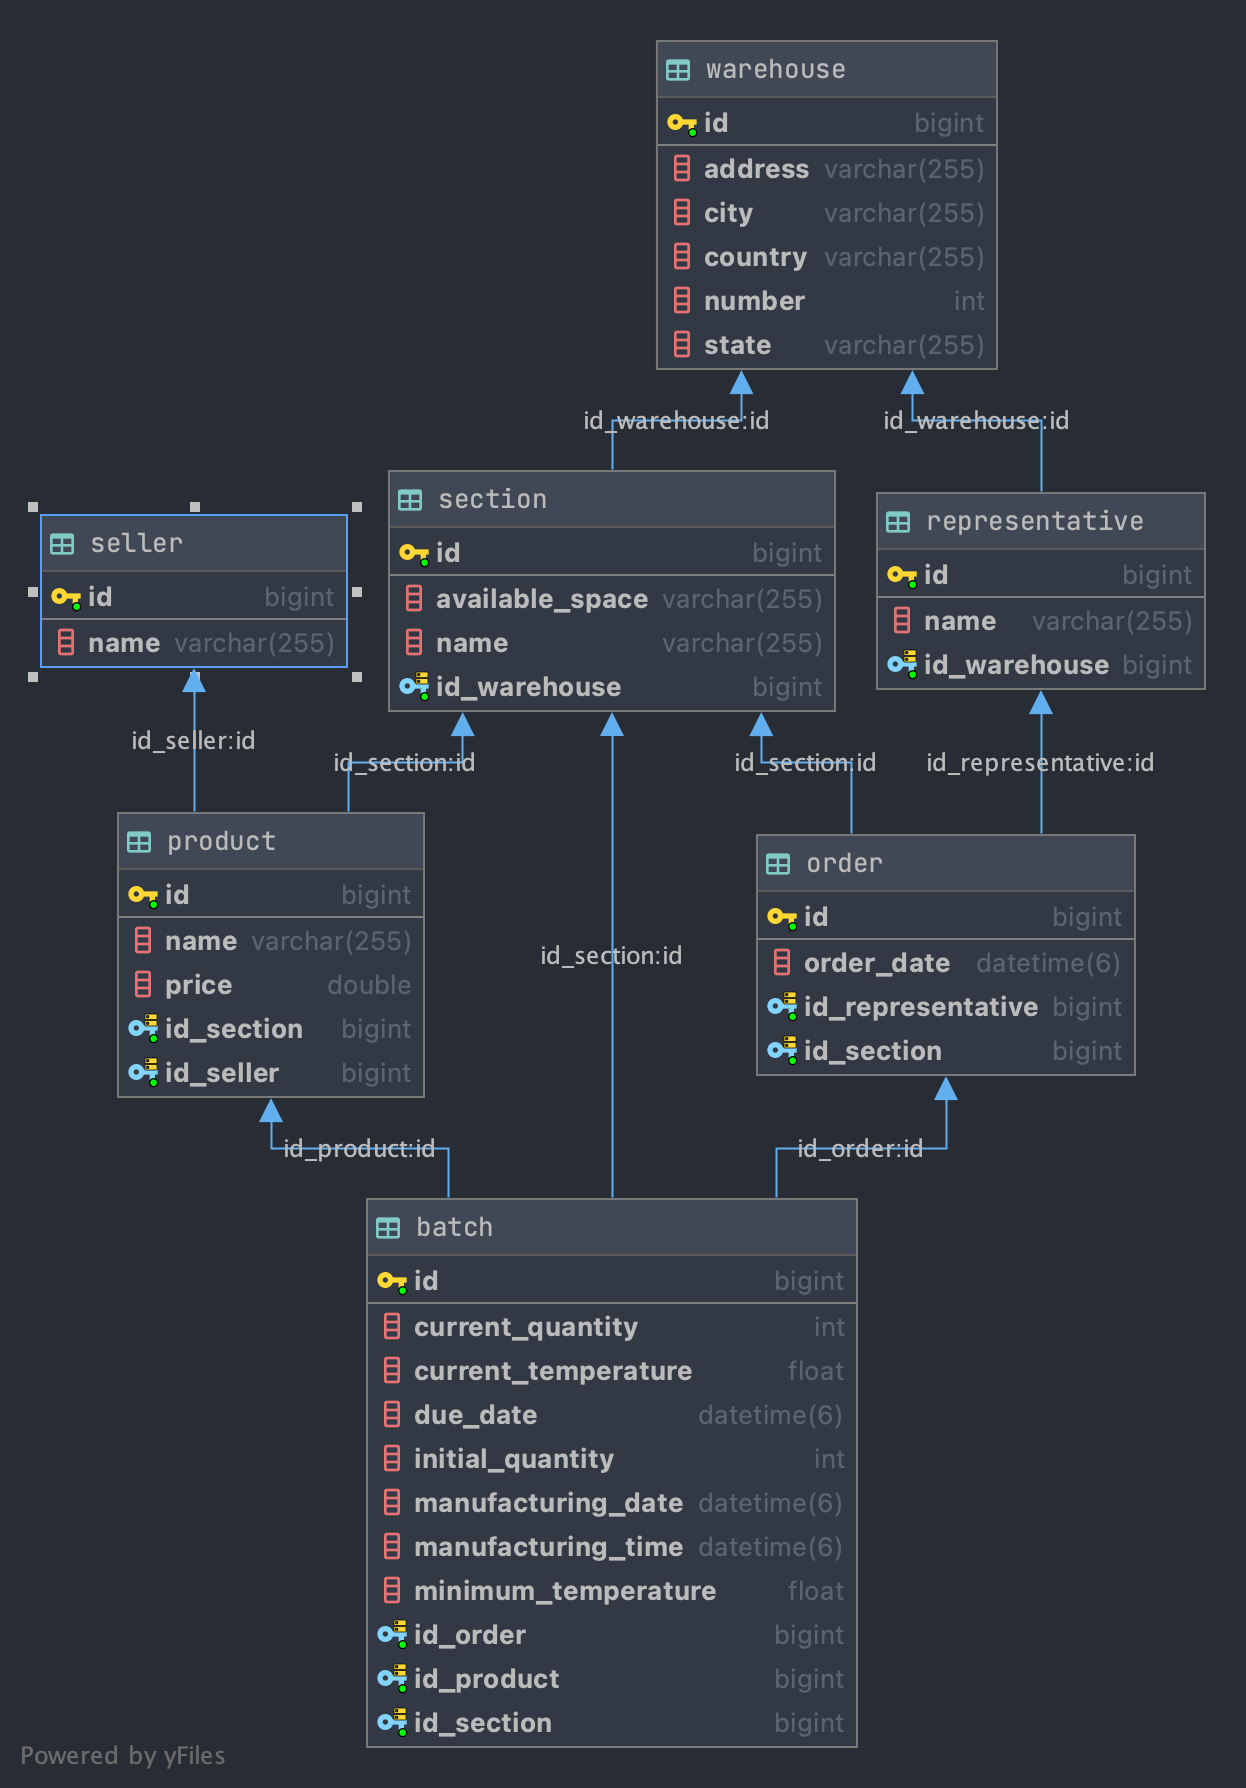 warehouse
id bigint
address varchar(255)
city varchar(255)
country varchar(255)
number int
state varchar(255)
id_warehouse:id
id_warehouse:id
section
id bigint
available_space varchar(255)
name varchar(255)
id_warehouse bigint
representative
id bigint
name varchar(255)
id_warehouse bigint
seller
id bigint
name varchar(255)
id_seller:id
id_section:id
id_section:id
id_representative:id
product
id bigint
name varchar(255)
price double
id_section bigint
id_seller bigint
order
id bigint
order_date datetime(6)
id_representative bigint
id_section bigint
id_section:id
id_product:id
id_order:id
batch
id bigint
current_quantity int
current_temperature float
due_date datetime(6)
initial_quantity int
manufacturing_date datetime(6)
manufacturing_time datetime(6)
minimum_temperature float
id_order bigint
id_product bigint
id_section bigint
Powered by yFiles